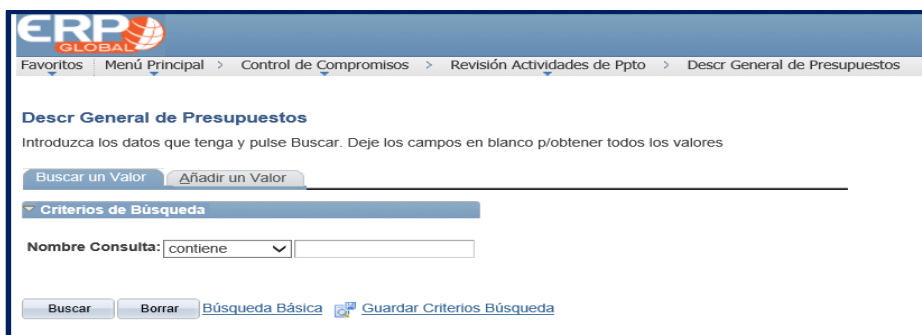 ERP
GLOBAL
Favoritos Menú Principal > Control de Compromisos > Revisión Actividades de Ppto > Descr General de Presupuestos
Descr General de Presupuestos
Introduzca los datos que tenga y pulse Buscar. Deje los campos en blanco p/obtener todos los valores
Buscar un Valor Añadir un Valor
Criterios de Búsqueda
Nombre Consulta: contiene
Buscar Borrar Búsqueda Básica Guardar Criterios Búsqueda